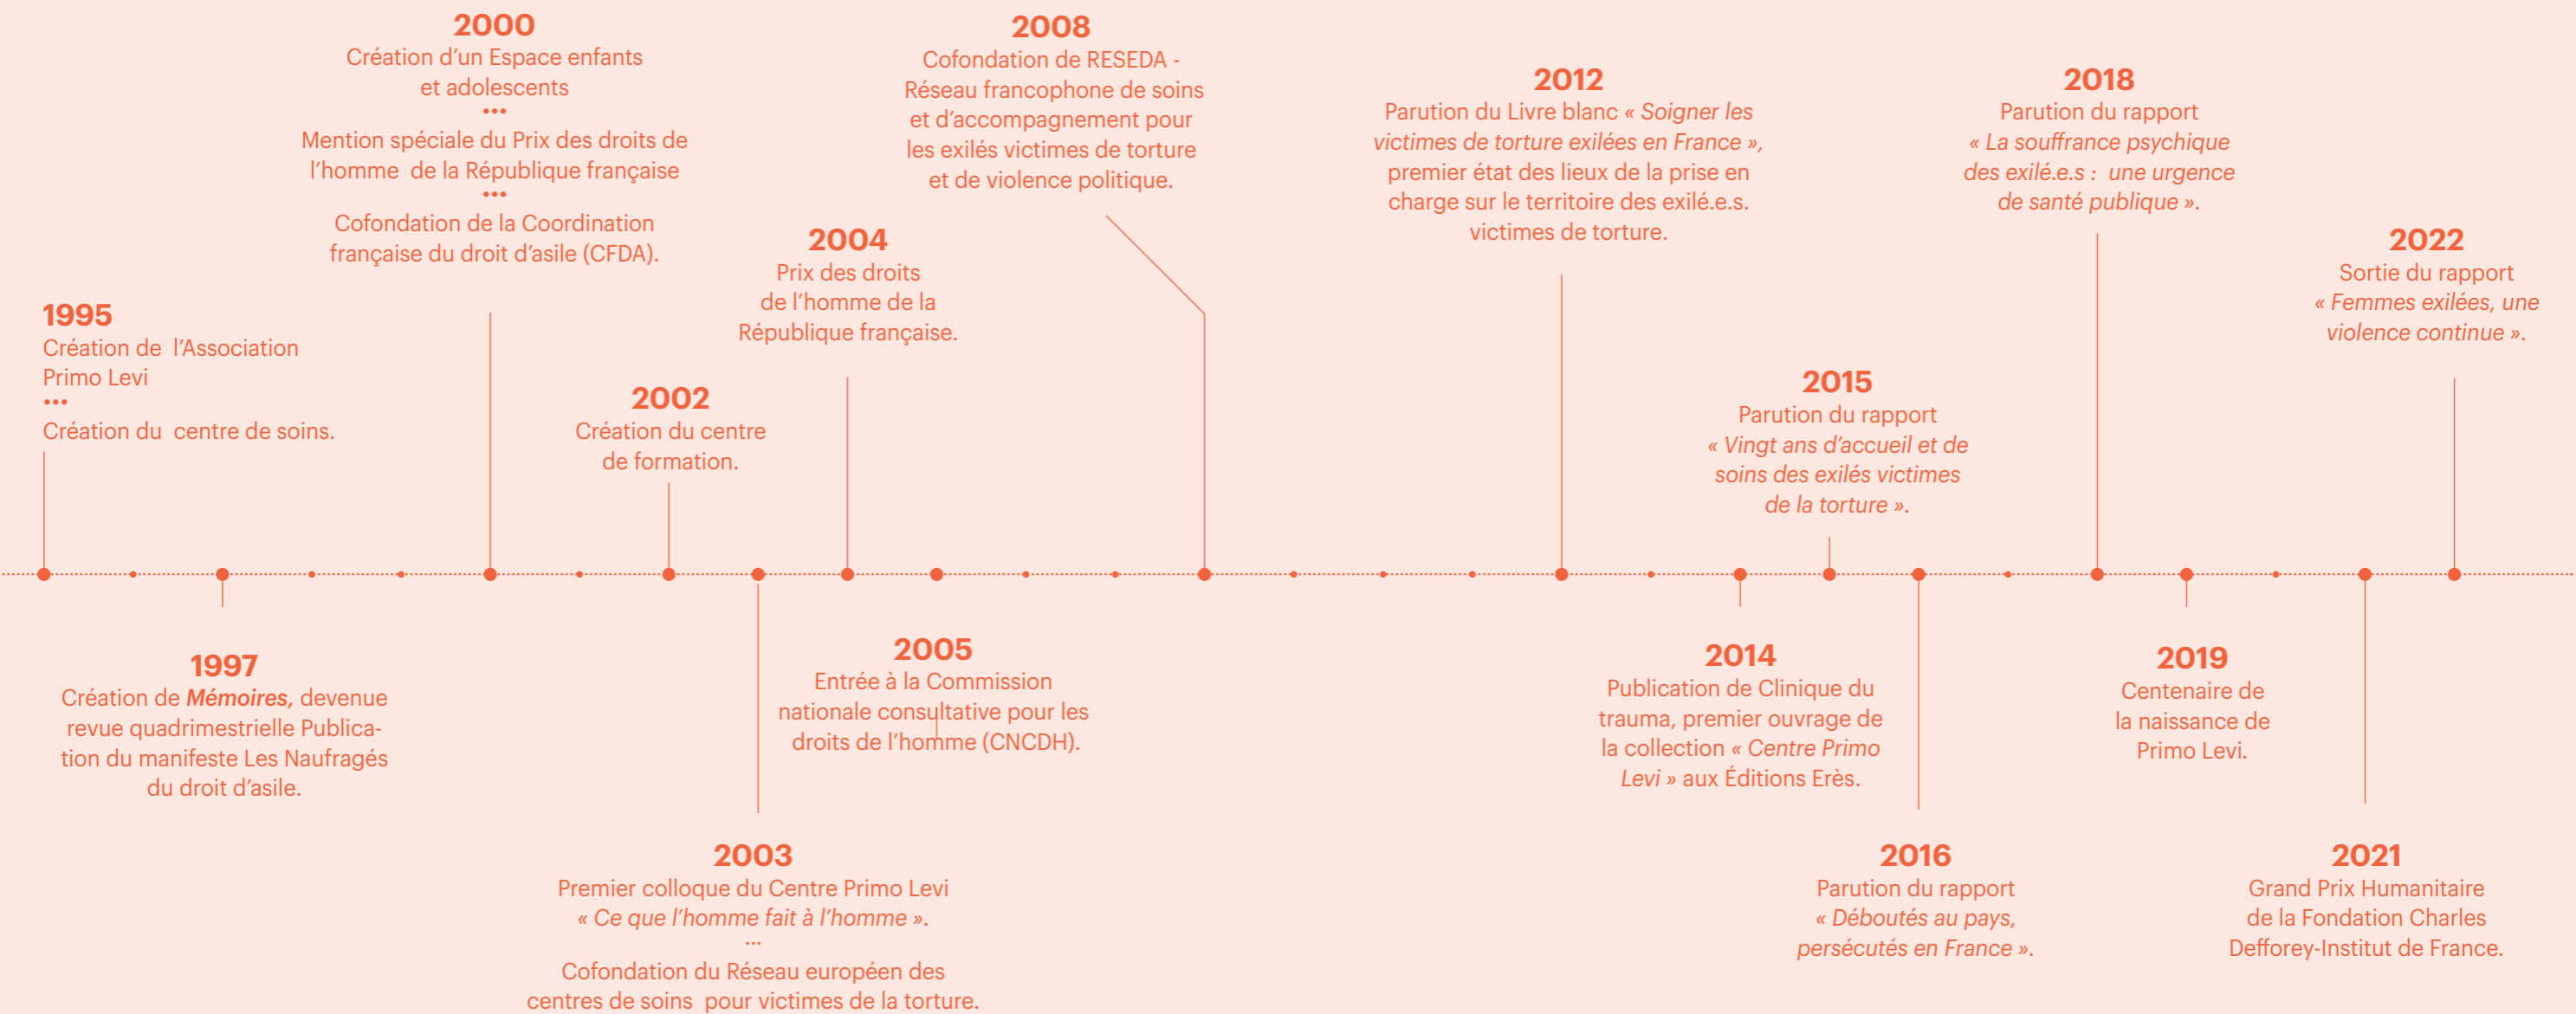 1995
Création de l'Association
Primo Levi
•••
Création du centre de soins.
1997
Création de Mémoires, devenue
revue quadrimestrielle Publica-
tion du manifeste Les Naufragés
du droit d'asile.
2000
Création d'un Espace enfants
et adolescents
•••
Mention spéciale du Prix des droits de
l'homme de la République française
•••
Cofondation de la Coordination
française du droit d'asile (CFDA).
2002
Création du centre
de formation.
2003
Premier colloque du Centre Primo Levi
« Ce que l'homme fait à l'homme ».
...
Cofondation du Réseau européen des
centres de soins pour victimes de la torture.
2004
Prix des droits
de l'homme de la
République française.
2005
Entrée à la Commission
nationale consultative pour les
droits de l'homme (CNCDH).
2008
Cofondation de RESEDA -
Réseau francophone de soins
et d'accompagnement pour
les exilés victimes de torture
et de violence politique.
2012
Parution du Livre blanc « Soigner les
victimes de torture exilées en France »,
premier état des lieux de la prise en
charge sur le territoire des exilé.e.s.
victimes de torture.
2014
Publication de Clinique du
trauma, premier ouvrage de
la collection « Centre Primo
Levi » aux Éditions Erès.
2015
Parution du rapport
« Vingt ans d'accueil et de
soins des exilés victimes
de la torture ».
2016
Parution du rapport
« Déboutés au pays,
persécutés en France ».
2018
Parution du rapport
« La souffrance psychique
des exilé.e.s : une urgence
de santé publique ».
2019
Centenaire de
la naissance de
Primo Levi.
2021
Grand Prix Humanitaire
de la Fondation Charles
Defforey-Institut de France.
2022
Sortie du rapport
« Femmes exilées, une
violence continue ».